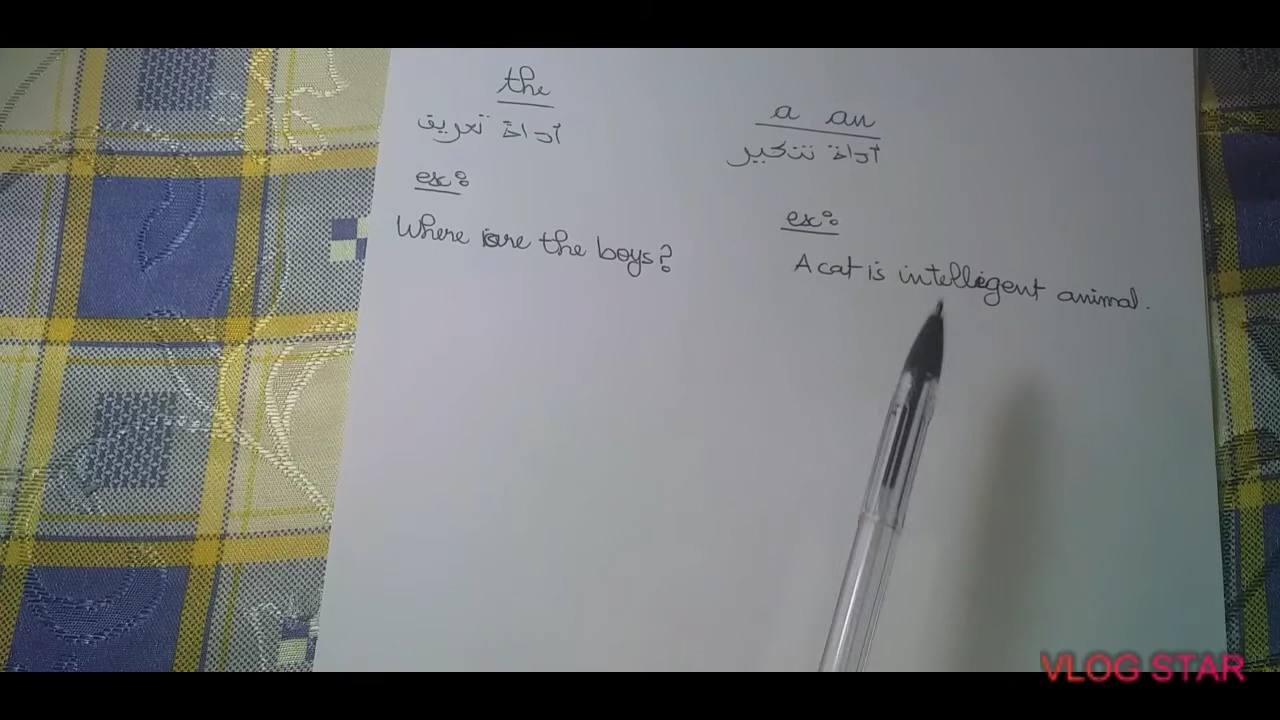 the
أداة تعريف
ex:
Where are the boys?
a an
أداة تنكير
ex:
A cat is intelligent animal.
VLOG STAR